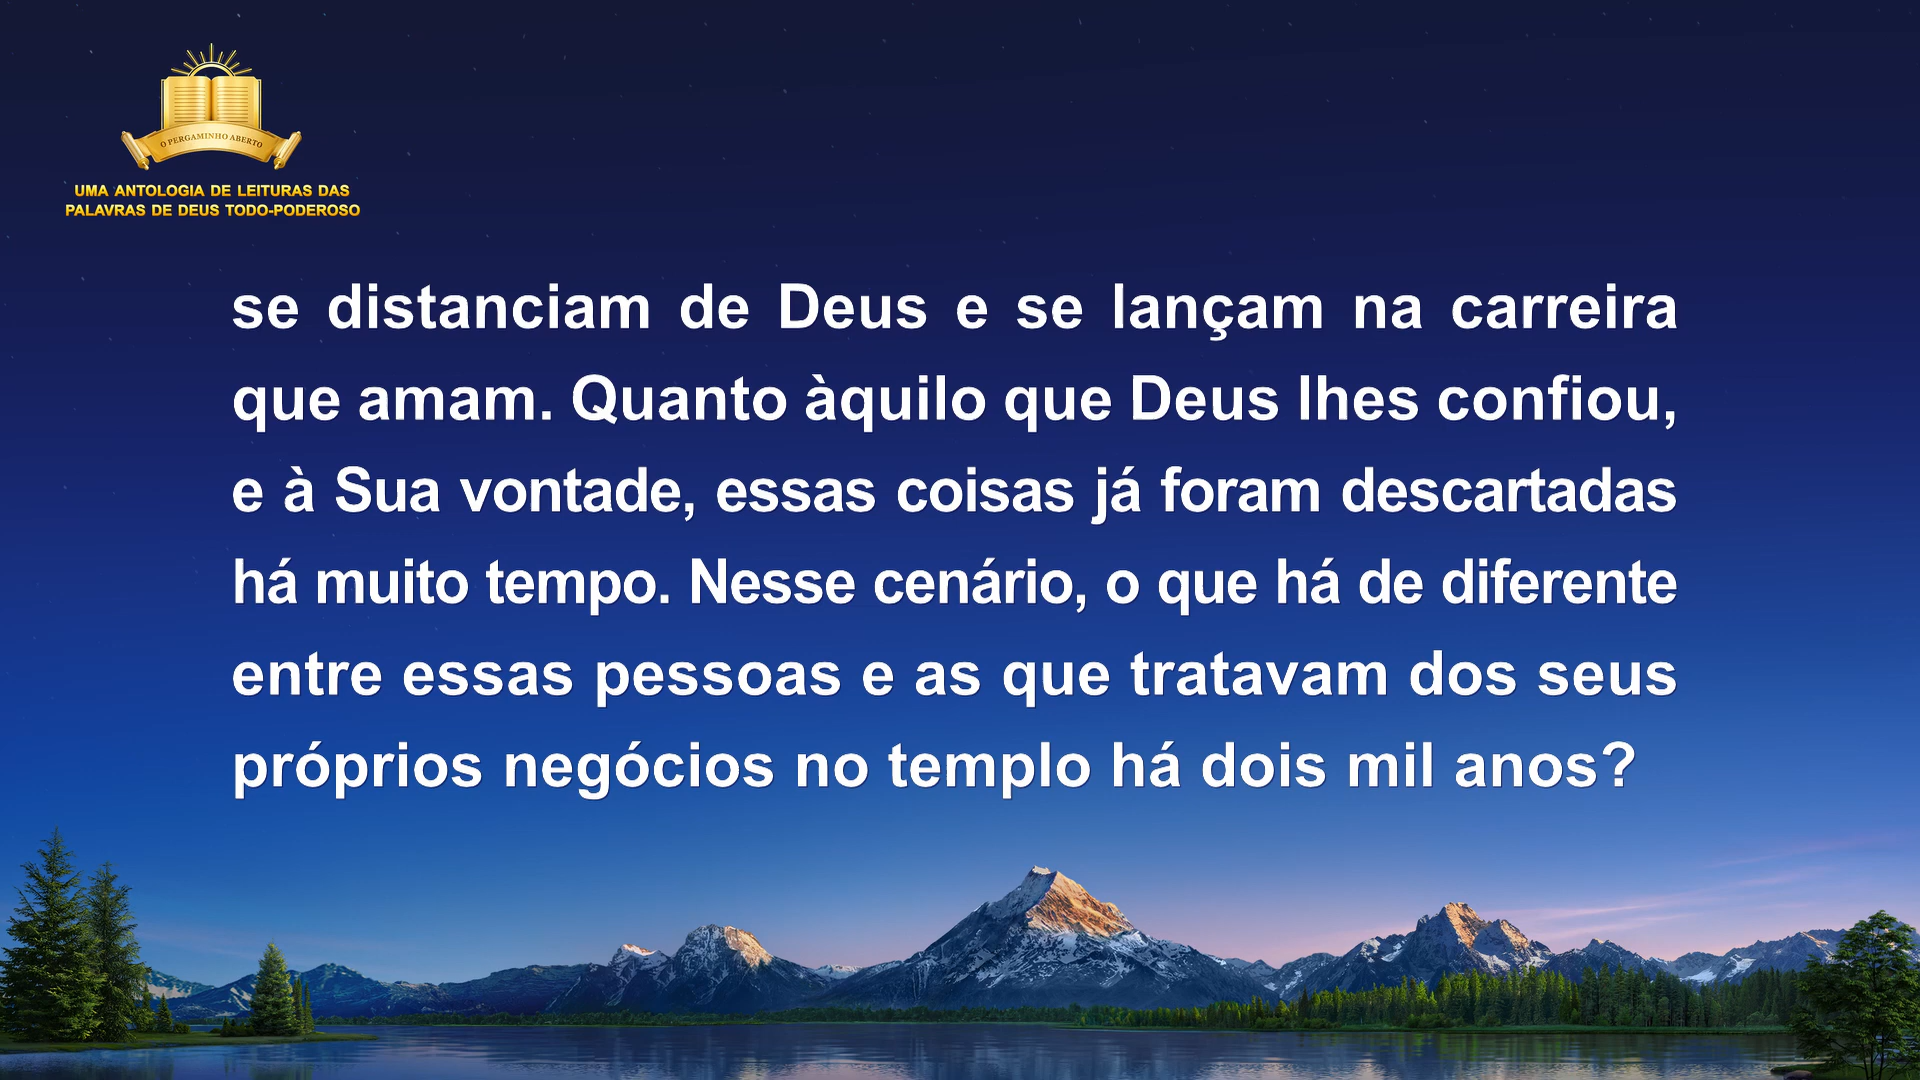 O PERGAMINHO ABERTO
UMA ANTOLOGIA DE LEITURAS DAS
PALAVRAS DE DEUS TODO-PODEROSO
se distanciam de Deus e se lançam na carreira
que amam. Quanto àquilo que Deus lhes confiou,
e à Sua vontade, essas coisas já foram descartadas
há muito tempo. Nesse cenário, o que há de diferente
entre essas pessoas e as que tratavam dos seus
próprios negócios no templo há dois mil anos?